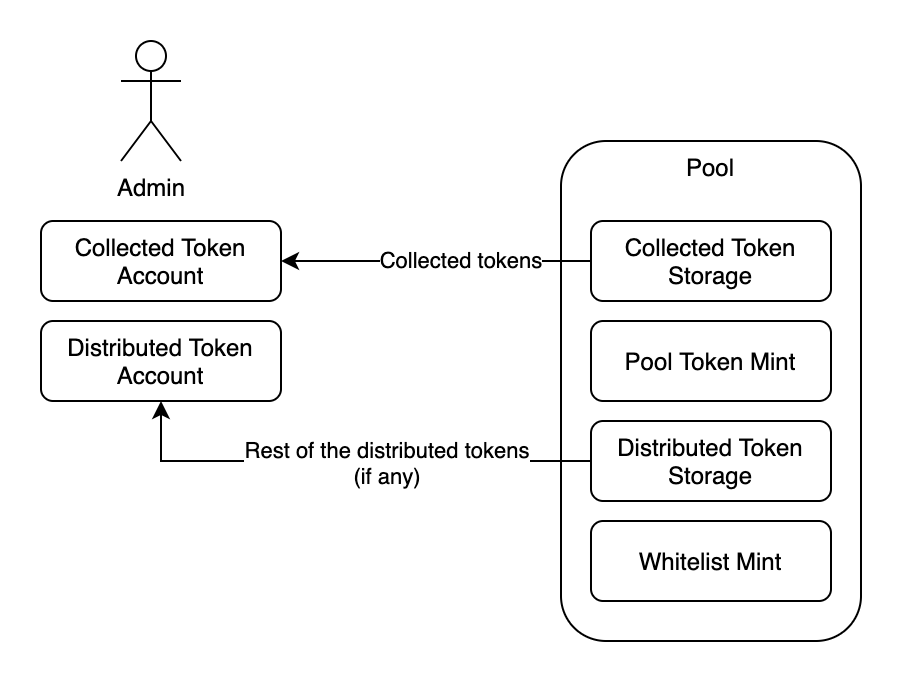 Admin
Collected Token
Account
Distributed Token
Account
Collected tokens
Rest of the distributed tokens
(if any)
Pool
Collected Token
Storage
Pool Token Mint
Distributed Token
Storage
Whitelist Mint